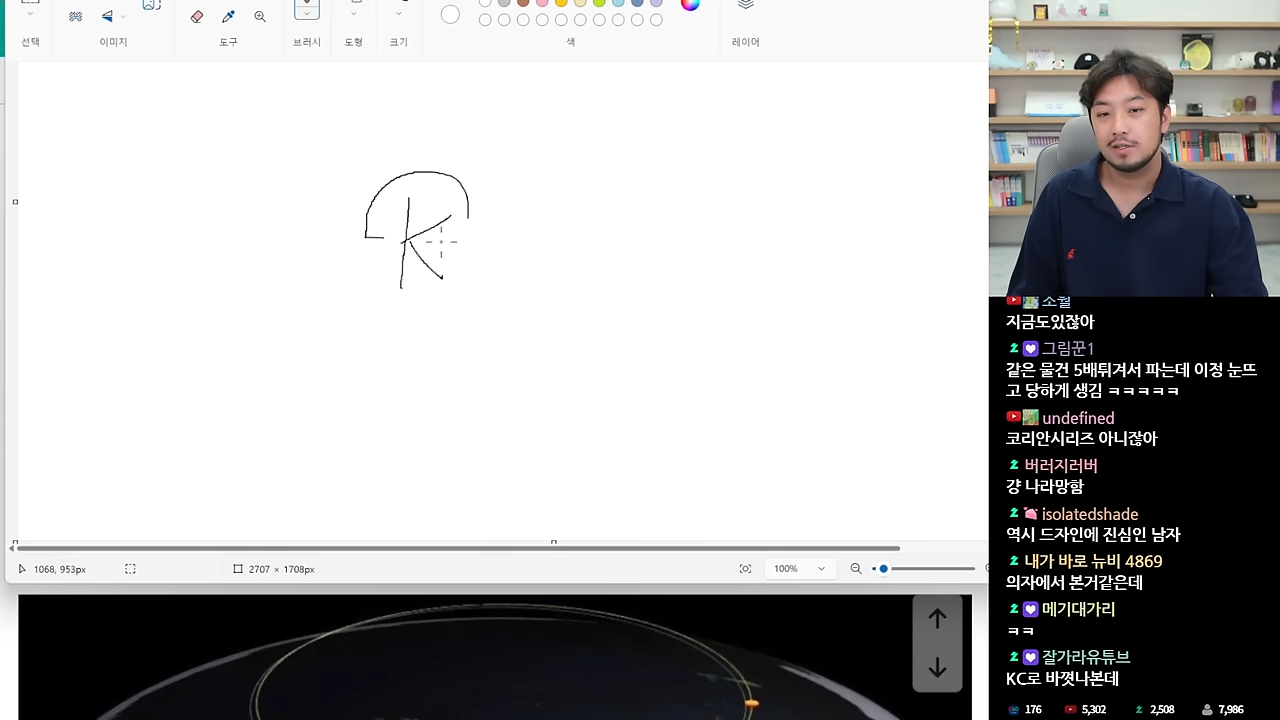 선택
이미지
도구
브러시
도형
크기
색
레이어
K
1068, 953px
2707 × 1708px
100%
소월
지금도있잖아
그림꾼1
같은 물건 5배튀겨서 파는데 이정 눈뜨
고 당하게 생김 ㅋㅋㅋㅋㅋ
undefined
코리안시리즈 아니잖아
버러지러버
걍 나라망함
isolatedshade
역시 드자인에 진심인 남자
내가 바로 뉴비 4869
의자에서 본거같은데
메기대가리
ㅋㅋ
잘가라유튜브
KC로 바꼇나본데
176
5,302
2,508
7,986